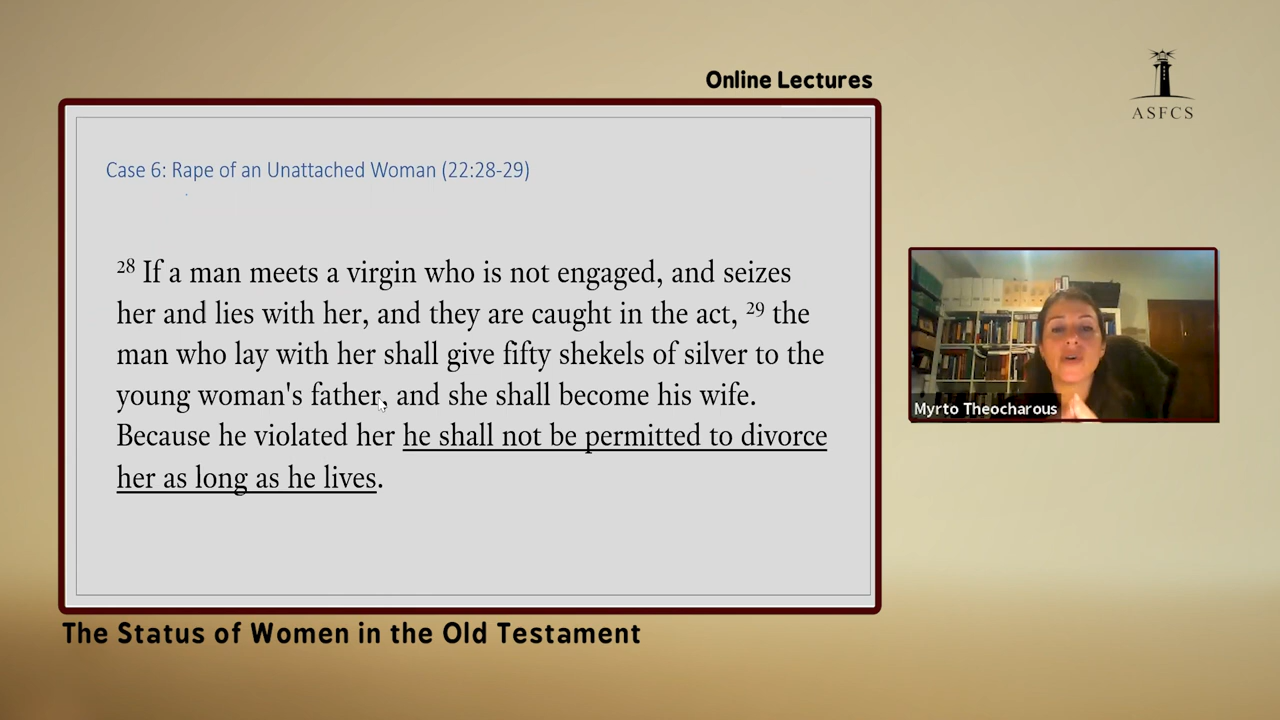 Online Lectures
ASFCS
Case 6: Rape of an Unattached Woman (22:28-29)
28 If a man meets a virgin who is not engaged, and seizes
her and lies with her, and they are caught in the act, 29 the
man who lay with her shall give fifty shekels of silver to the
young woman's father, and she shall become his wife.
Because he violated her he shall not be permitted to divorce
her as long as he lives.
Myrto Theocharous
The Status of Women in the Old Testament